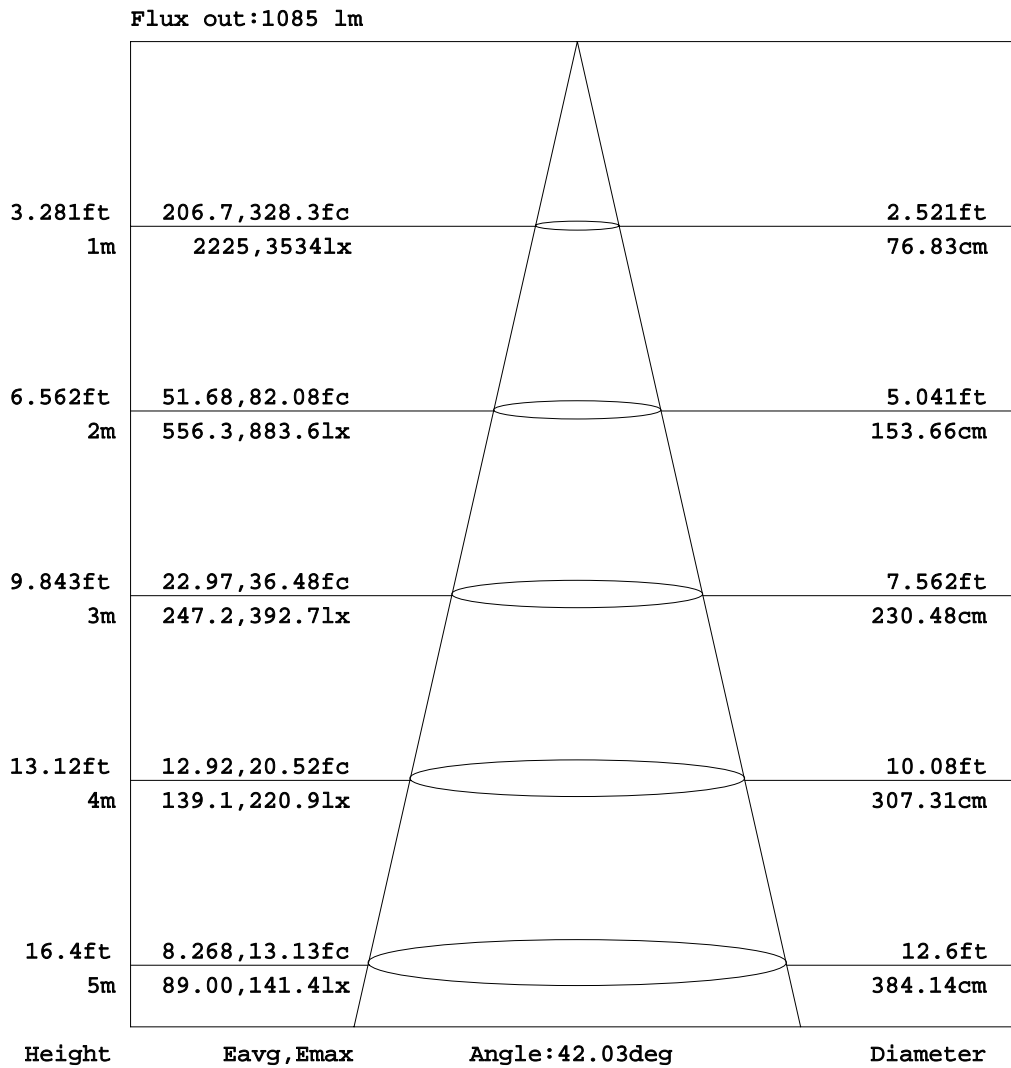 Flux out:1085 lm
3.281ft 206.7,328.3fc 2.521ft
1m 2225,3534lx 76.83cm
6.562ft 51.68,82.08fc 5.041ft
2m 556.3,883.6lx 153.66cm
9.843ft 22.97,36.48fc 7.562ft
3m 247.2,392.7lx 230.48cm
13.12ft 12.92,20.52fc 10.08ft
4m 139.1,220.9lx 307.31cm
16.4ft 8.268,13.13fc 12.6ft
5m 89.00,141.4lx 384.14cm
Height Eavg,Emax Angle:42.03deg Diameter